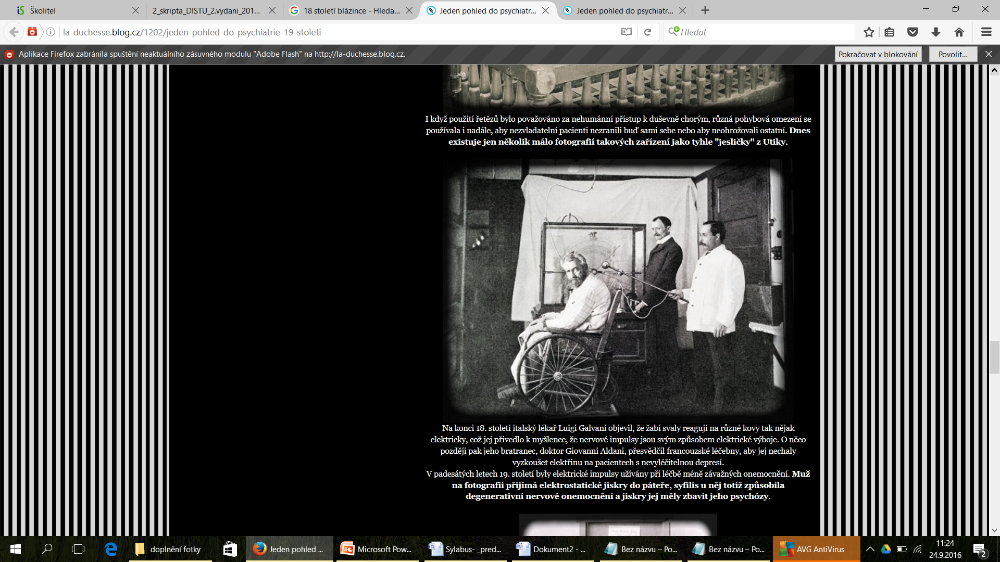 Školitel
2_skripta_DISTU_2.vydani_201...
18 století blázince - Hleda...
Jeden pohled do psychiatr...
Jeden pohled do psychiatr...
la-duchesse.blog.cz/1202/jeden-pohled-do-psychiatrie-19-stoleti
Hledat
Aplikace Firefox zabránila spuštění neaktuálního zásuvného modulu "Adobe Flash" na http://la-duchesse.blog.cz.
Pokračovat v blokování
Povolit...
I když použití řetězů bylo považováno za nehumánní přístup k duševně chorým, různá pohybová omezení se
používala i nadále, aby nezvladatelní pacienti nezranili buď sami sebe nebo aby neohrožovali ostatní. Dnes
existuje jen několik málo fotografií takových zařízení jako tyhle "jesličky" z Utiky.
Na konci 18. století italský lékař Luigi Galvani objevil, že žabí svaly reagují na různé kovy tak nějak
elektricky, což jej přivedlo k myšlence, že nervové impulsy jsou svým způsobem elektrické výboje. O něco
později pak jeho bratranec, doktor Giovanni Aldani, přesvědčil francouzské léčebny, aby jej nechaly
vyzkoušet elektřinu na pacientech s nevyléčitelnou depresí.
V padesátých letech 19. století byly elektrické impulsy užívány při léčbě méně závažných onemocnění. Muž
na fotografii přijímá elektrostatické jiskry do páteře, syfilis u něj totiž způsobila
degenerativní nervové onemocnění a jiskry jej měly zbavit jeho psychózy.
doplnění fotky
Jeden pohled ...
Microsoft Pow...
Sylabus- _pred...
Dokument2 - ...
Bez názvu – Po...
Bez názvu – Po...
AVG AntiVirus
11:24
24.9.2016
2